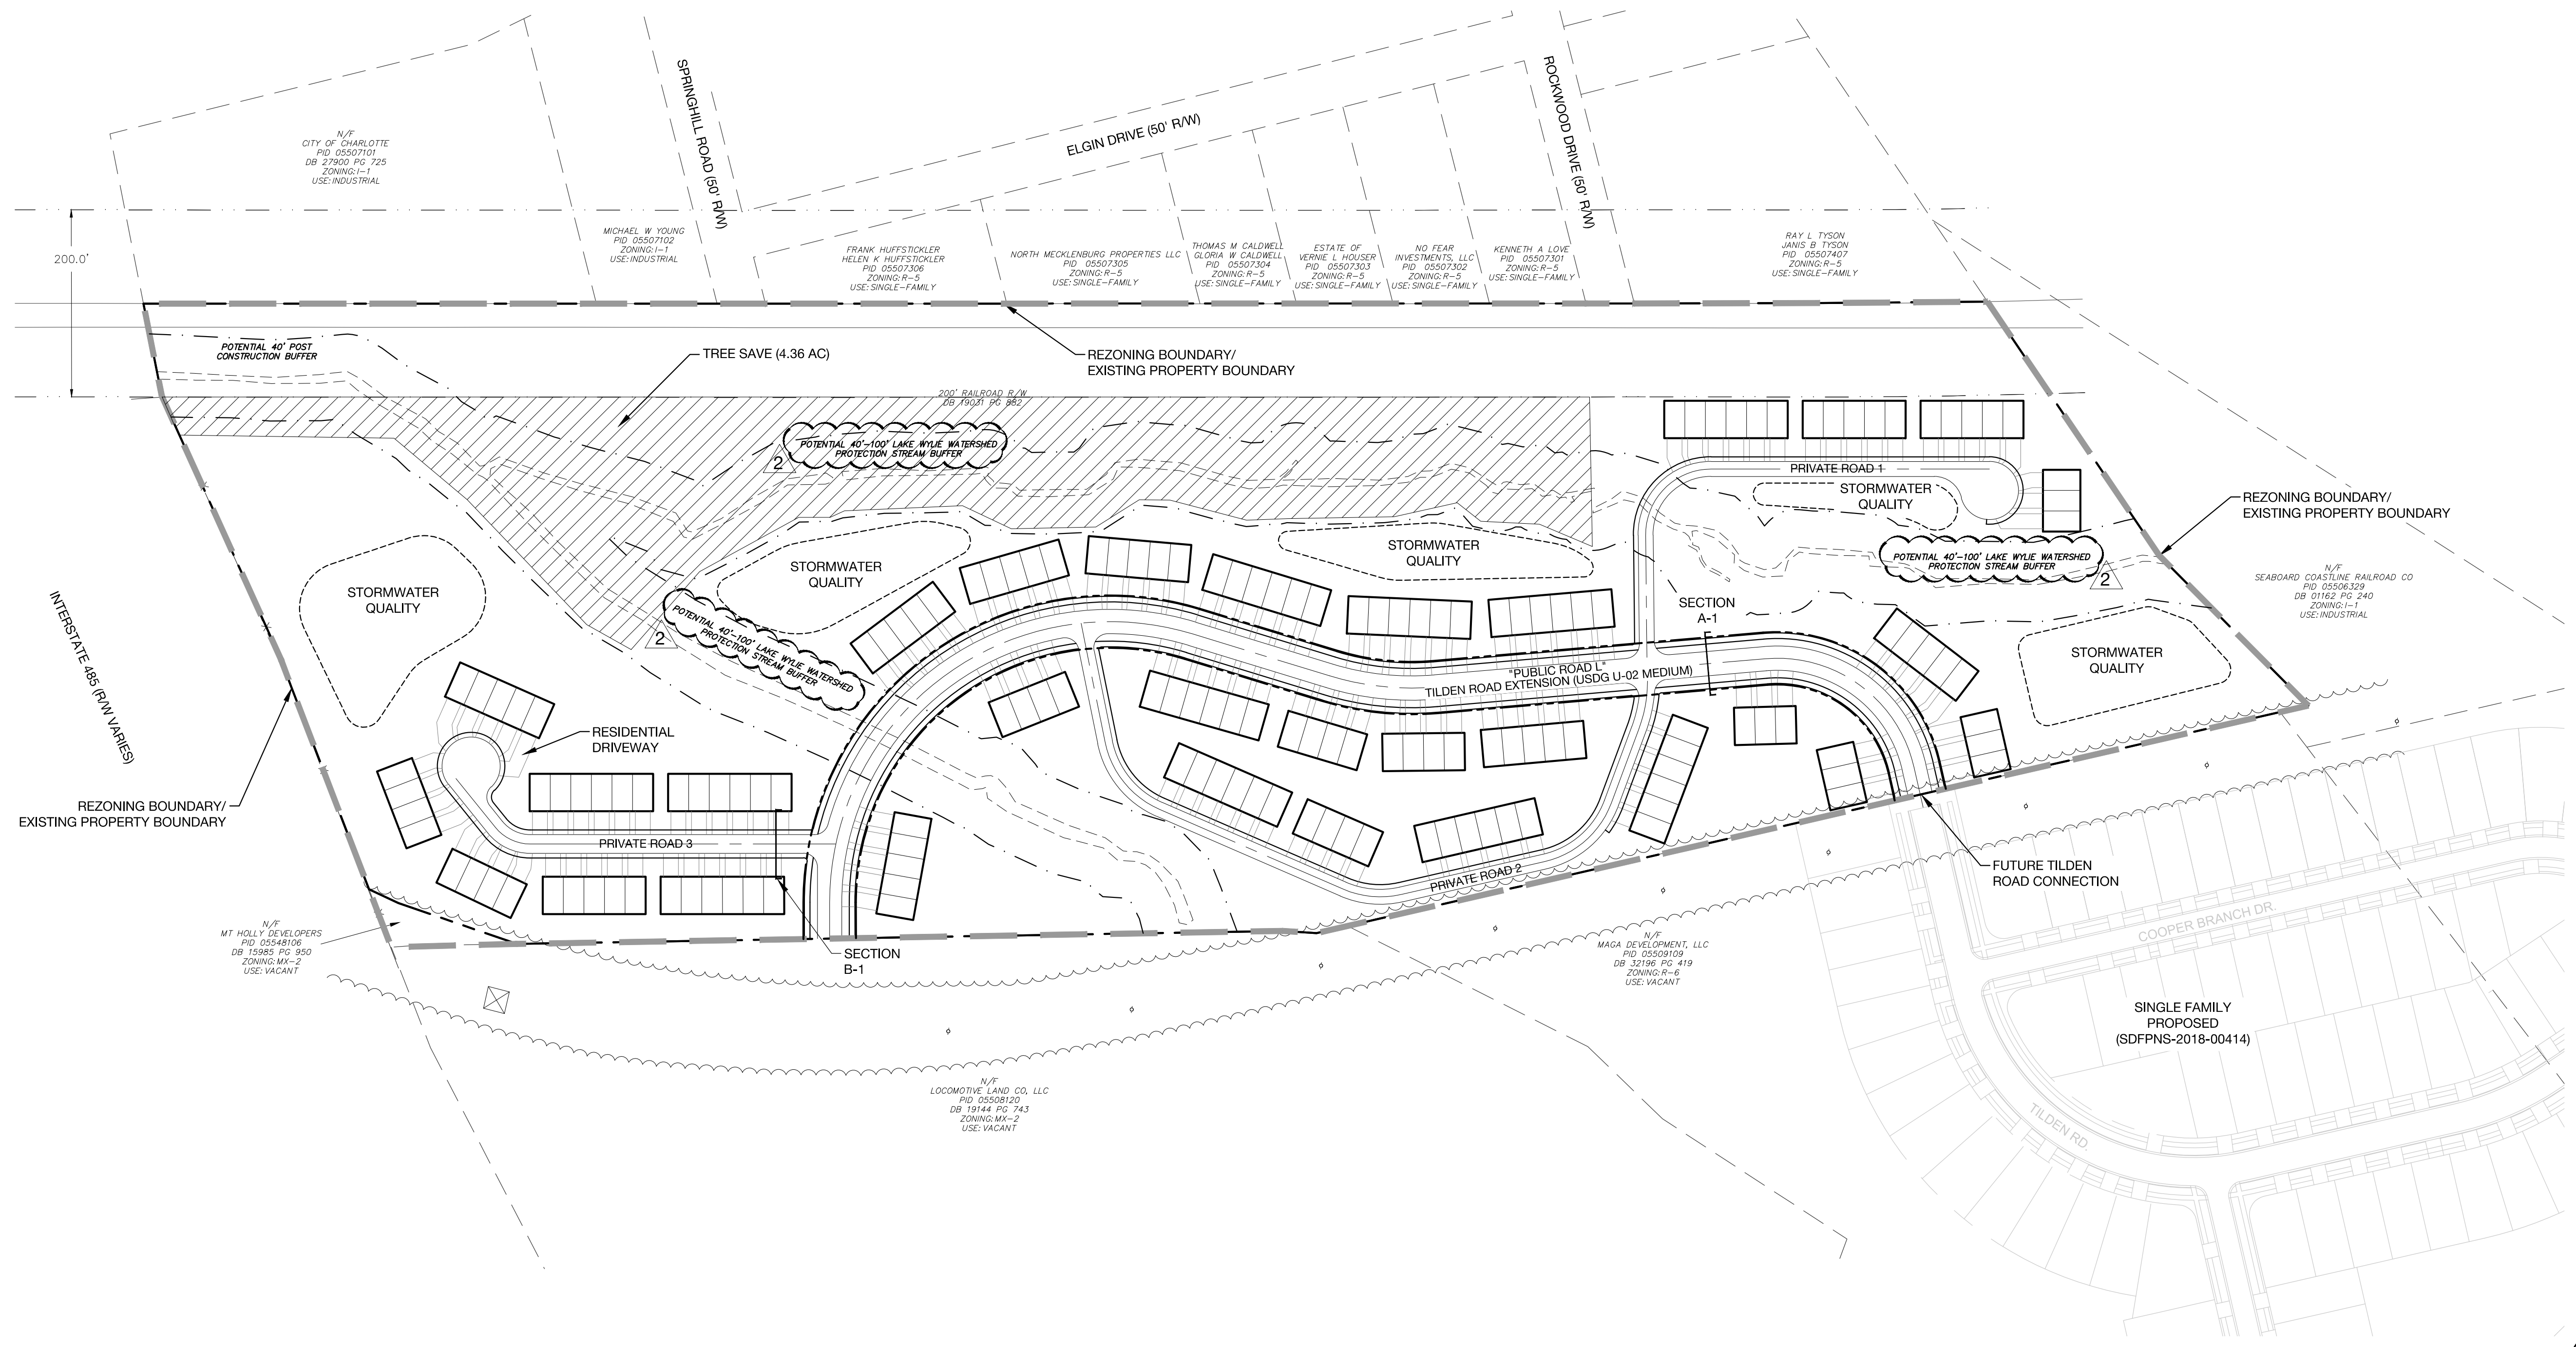 N/F
CITY OF CHARLOTTE
PID 05507101
DB 27900 PG 725
ZONING: I-1
USE: INDUSTRIAL
SPRINGHILL ROAD (50' R/W)
ELGIN DRIVE (50' R/W)
ROCKWOOD DRIVE (50' R/W)
200.0'
MICHAEL W YOUNG
PID 05507102
ZONING: I-1
USE: INDUSTRIAL
FRANK HUFFSTICKLER
HELEN K HUFFSTICKLER
PID 05507306
ZONING: R-5
USE: SINGLE-FAMILY
NORTH MECKLENBURG PROPERTIES LLC
PID 05507305
ZONING: R-5
USE: SINGLE-FAMILY
THOMAS M CALDWELL
GLORIA W CALDWELL
PID 05507304
ZONING: R-5
USE: SINGLE-FAMILY
ESTATE OF
VERNIE L HOUSER
PID 05507303
ZONING: R-5
USE: SINGLE-FAMILY
NO FEAR
INVESTMENTS, LLC
PID 05507302
ZONING: R-5
USE: SINGLE-FAMILY
KENNETH A LOVE
PID 05507301
ZONING: R-5
USE: SINGLE-FAMILY
RAY L TYSON
JANIS B TYSON
PID 05507407
ZONING: R-5
USE: SINGLE-FAMILY
POTENTIAL 40' POST
CONSTRUCTION BUFFER
TREE SAVE (4.36 AC)
REZONING BOUNDARY/
EXISTING PROPERTY BOUNDARY
200' RAILROAD R/W
DB 19031 PG 882
POTENTIAL 40'-100' LAKE WYLIE WATERSHED
PROTECTION STREAM BUFFER
2
PRIVATE ROAD 1
STORMWATER
QUALITY
REZONING BOUNDARY/
EXISTING PROPERTY BOUNDARY
POTENTIAL 40'-100' LAKE WYLIE WATERSHED
PROTECTION STREAM BUFFER
2
N/F
SEABOARD COASTLINE RAILROAD CO
PID 05506329
DB 01162 PG 240
ZONING: I-1
USE: INDUSTRIAL
STORMWATER
QUALITY
STORMWATER
QUALITY
STORMWATER
QUALITY
INTERSTATE 485 (R/W VARIES)
POTENTIAL 40'-100' LAKE WYLIE WATERSHED
PROTECTION STREAM BUFFER
2
SECTION
A-1
STORMWATER
QUALITY
"PUBLIC ROAD L"
TILDEN ROAD EXTENSION (USDG U-02 MEDIUM)
RESIDENTIAL
DRIVEWAY
REZONING BOUNDARY/
EXISTING PROPERTY BOUNDARY
PRIVATE ROAD 3
PRIVATE ROAD 2
FUTURE TILDEN
ROAD CONNECTION
N/F
MT HOLLY DEVELOPERS
PID 05548106
DB 15985 PG 950
ZONING: MX-2
USE: VACANT
SECTION
B-1
N/F
MAGA DEVELOPMENT, LLC
PID 05509109
DB 32196 PG 419
ZONING: R-6
USE: VACANT
COOPER BRANCH DR.
SINGLE FAMILY
PROPOSED
(SDFPNS-2018-00414)
N/F
LOCOMOTIVE LAND CO, LLC
PID 05508120
DB 19144 PG 743
ZONING: MX-2
USE: VACANT
TILDEN RD.